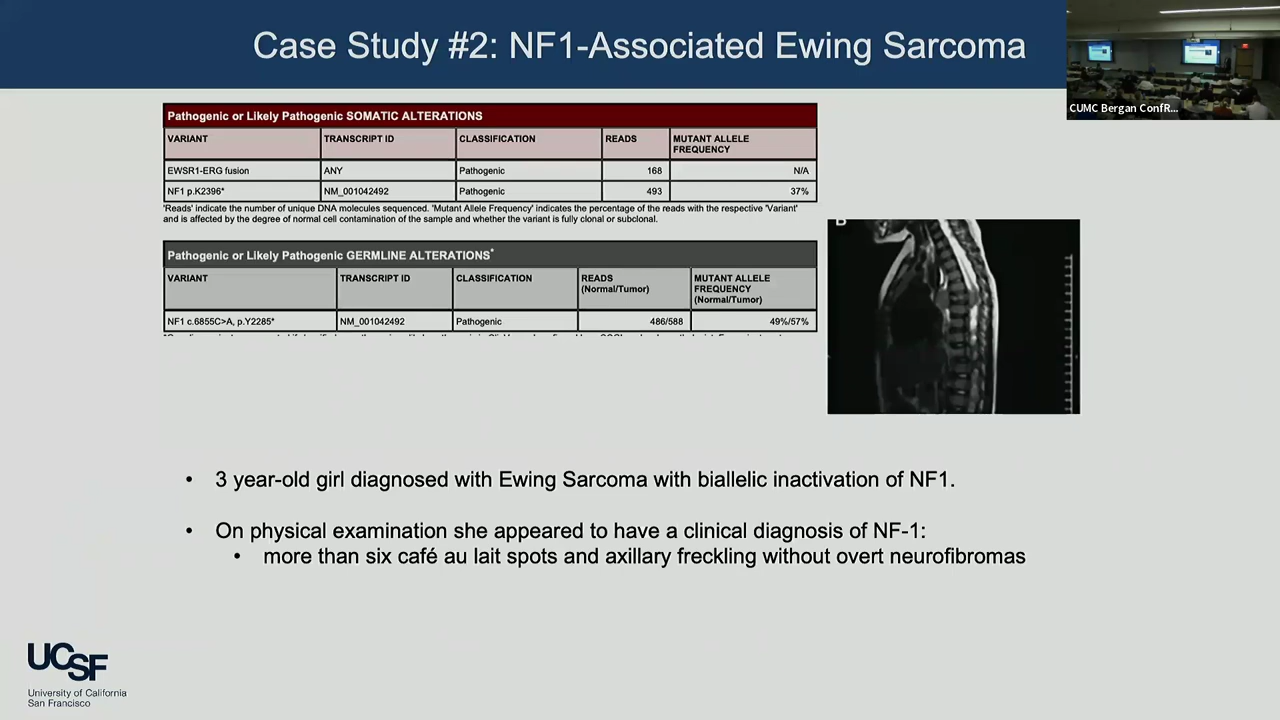 Case Study #2: NF1-Associated Ewing Sarcoma
CUMC Bergan ConfR...
Pathogenic or Likely Pathogenic SOMATIC ALTERATIONS
VARIANT TRANSCRIPT ID CLASSIFICATION READS MUTANT ALLELE
FREQUENCY
EWSR1-ERG fusion ANY Pathogenic 168 N/A
NF1 p.K2396* NM_001042492 Pathogenic 493 37%
'Reads' indicate the number of unique DNA molecules sequenced. 'Mutant Allele Frequency' indicates the percentage of the reads with the respective 'Variant'
and is affected by the degree of normal cell contamination of the sample and whether the variant is fully clonal or subclonal.
Pathogenic or Likely Pathogenic GERMLINE ALTERATIONS*
VARIANT TRANSCRIPT ID CLASSIFICATION READS MUTANT ALLELE
(Normal/Tumor) FREQUENCY
(Normal/Tumor)
NF1 c.6855C>A, p.Y2285* NM_001042492 Pathogenic 486/588 49%/57%
• 3 year-old girl diagnosed with Ewing Sarcoma with biallelic inactivation of NF1.
• On physical examination she appeared to have a clinical diagnosis of NF-1:
• more than six café au lait spots and axillary freckling without overt neurofibromas
UCSF
University of California
San Francisco